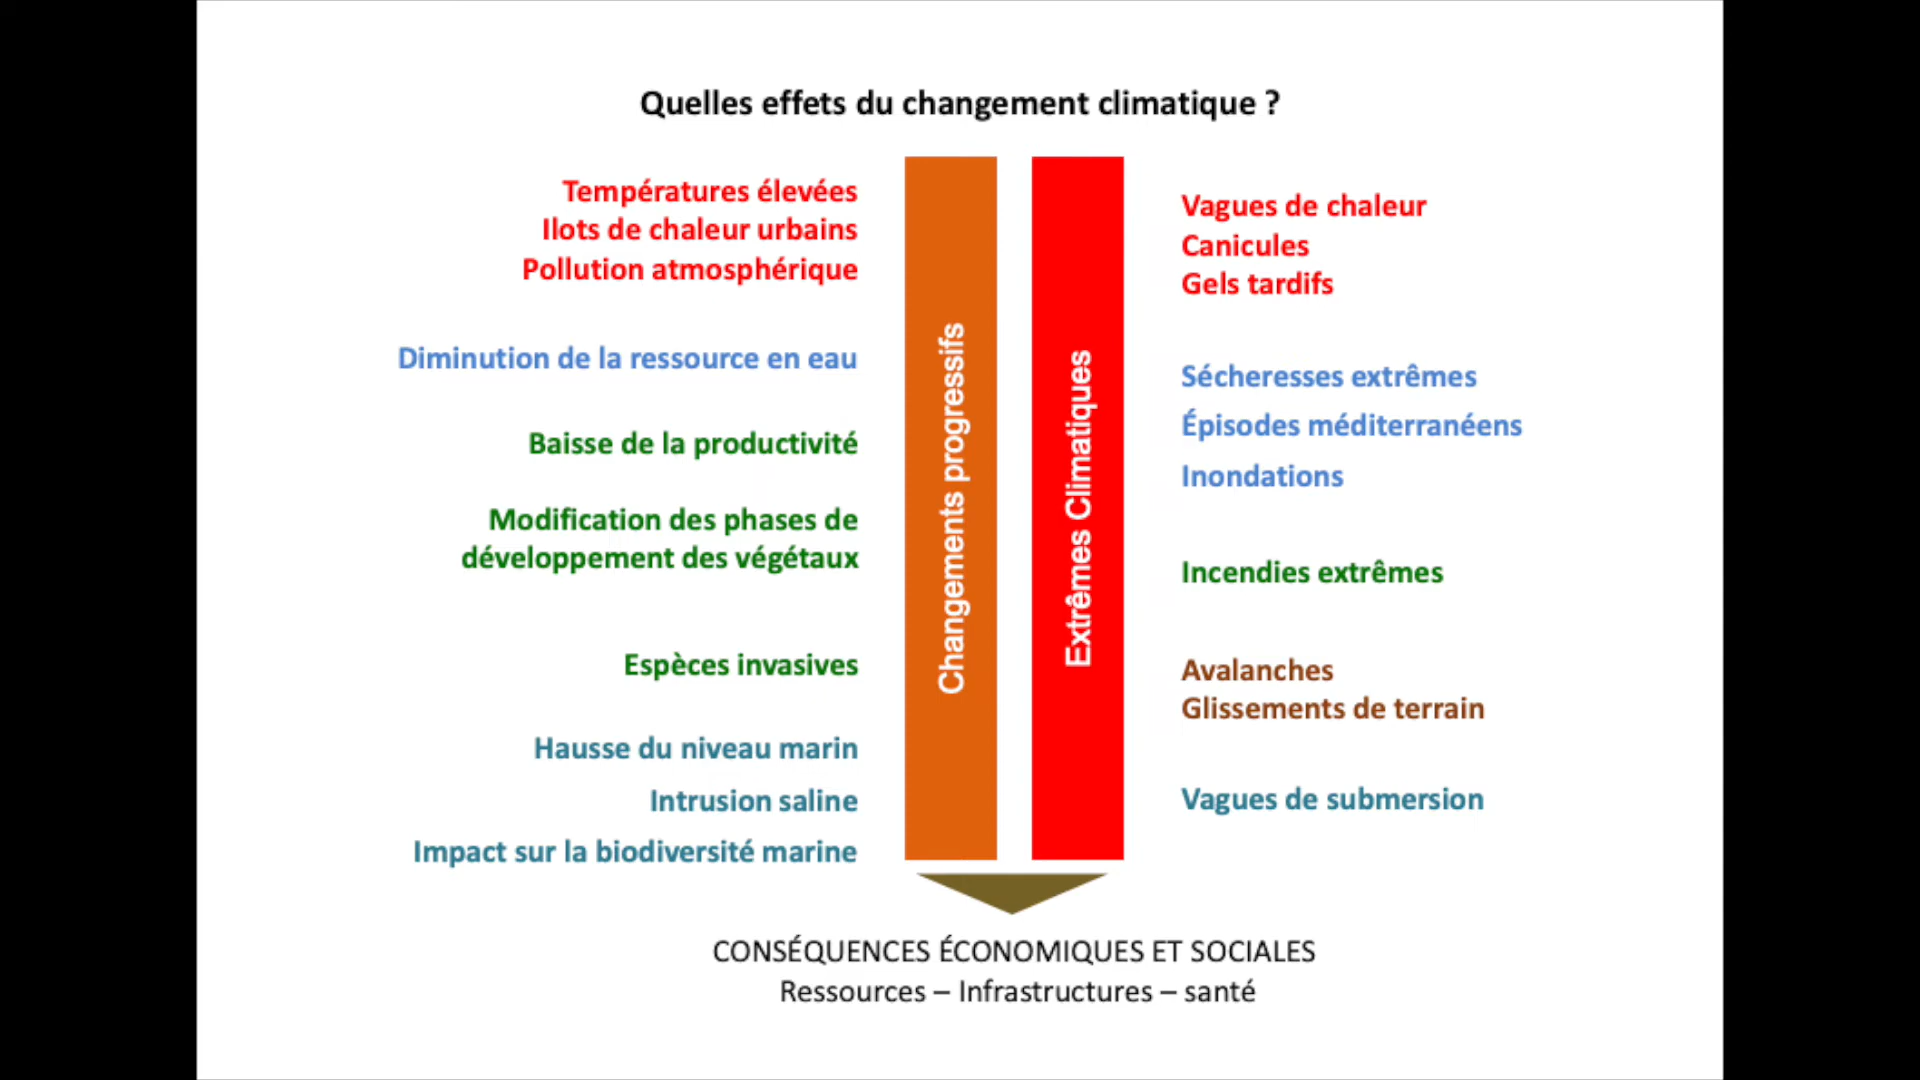 Quelles effets du changement climatique ?
Températures élevées
Ilots de chaleur urbains
Pollution atmosphérique
Diminution de la ressource en eau
Baisse de la productivité
Modification des phases de
développement des végétaux
Espèces invasives
Hausse du niveau marin
Intrusion saline
Impact sur la biodiversité marine
Changements progressifs
Extrêmes Climatiques
Vagues de chaleur
Canicules
Gels tardifs
Sécheresses extrêmes
Épisodes méditerranéens
Inondations
Incendies extrêmes
Avalanches
Glissements de terrain
Vagues de submersion
CONSÉQUENCES ÉCONOMIQUES ET SOCIALES
Ressources – Infrastructures – santé